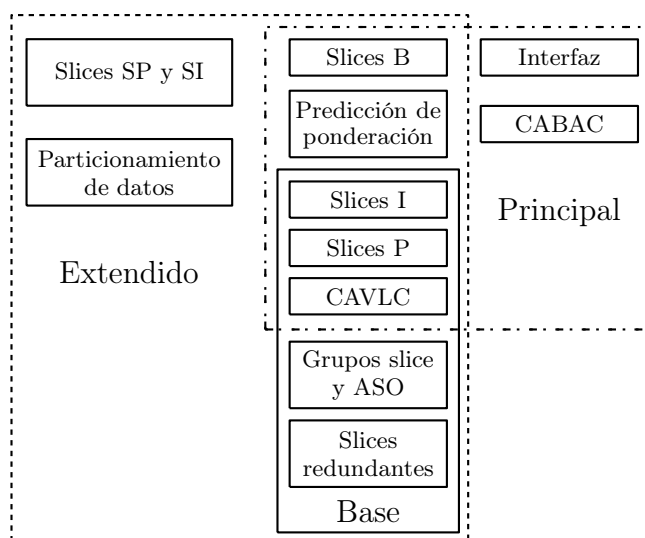 Slices SP y SI
Particionamiento
de datos
Extendido
Slices B
Predicción de
ponderación
Slices I
Slices P
CAVLC
Grupos slice
y ASO
Slices
redundantes
Base
Interfaz
CABAC
Principal